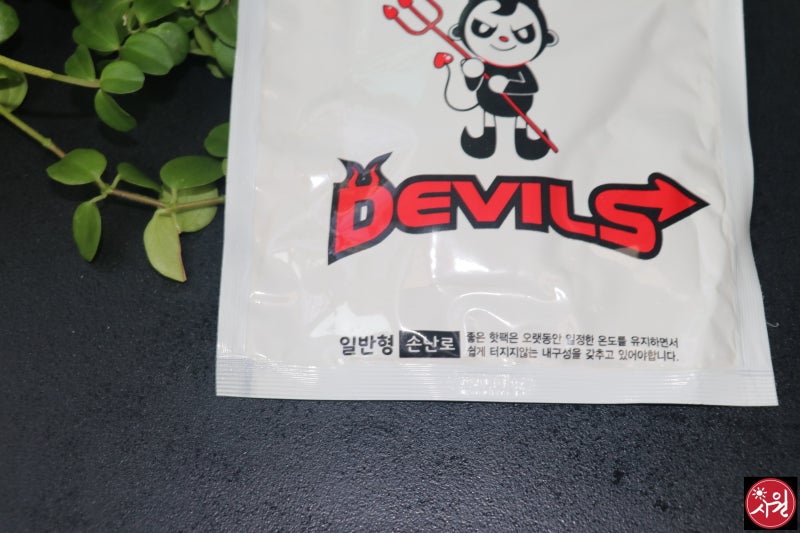 DEVILS
일반형 손난로 좋은 핫팩은 오랫동안 일정한 온도를 유지하면서
쉽게 터지지않는 내구성을 갖추고 있어야합니다.
사월